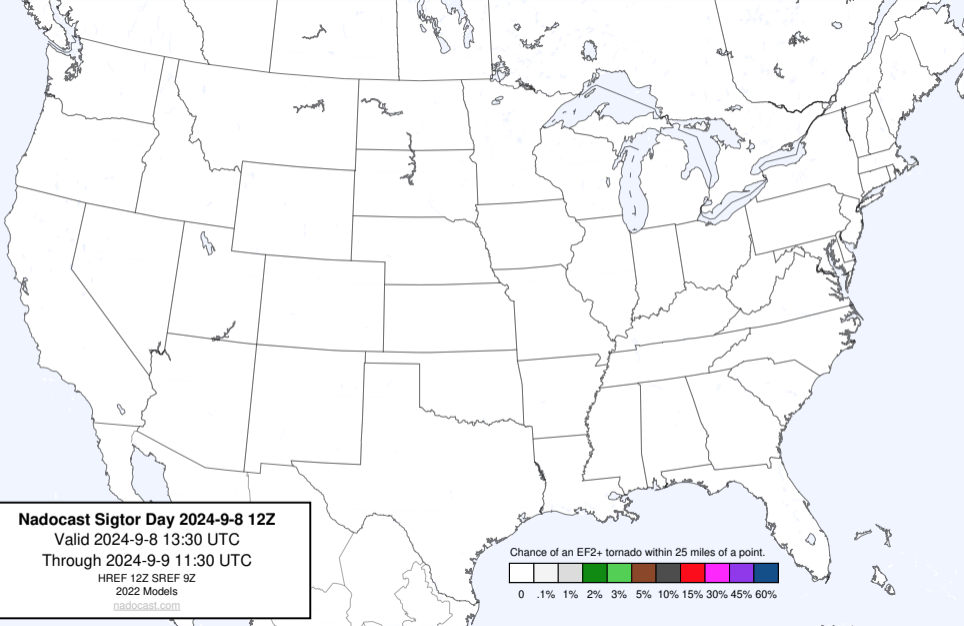 Nadocast Sigtor Day 2024-9-8 12Z
Valid 2024-9-8 13:30 UTC
Through 2024-9-9 11:30 UTC
HREF 12Z SREF 9Z
2022 Models
nadocast.com
Chance of an EF2+ tornado within 25 miles of a point.
0 .1% 1% 2% 3% 5% 10% 15% 30% 45% 60%